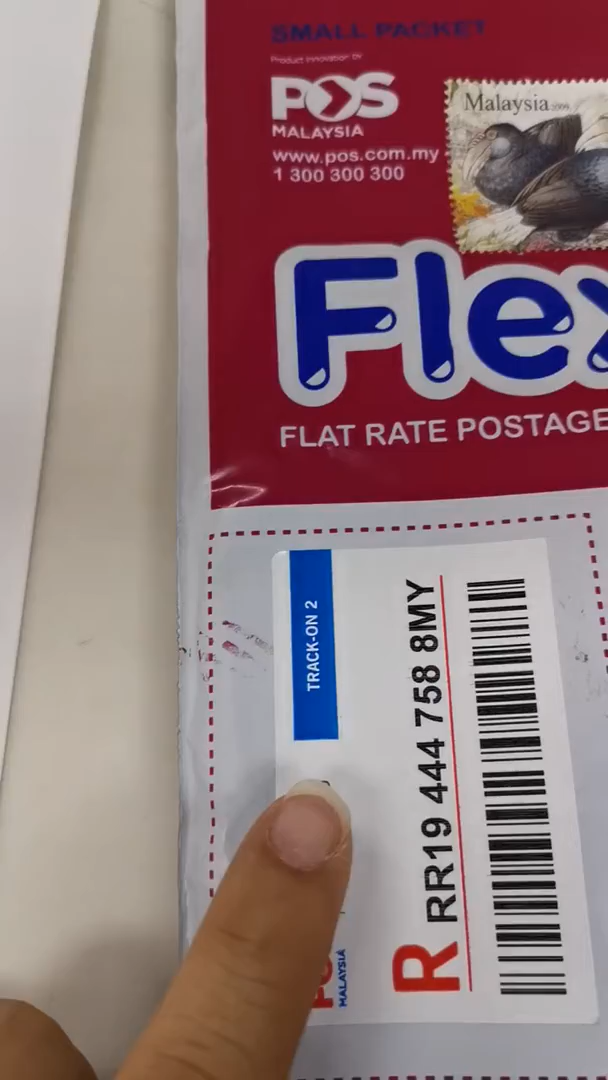 SMALL PACKET
Product innovation by
POS
MALAYSIA
www.pos.com.my
1 300 300 300
Malaysia
Flex
FLAT RATE POSTAGE
TRACK-ON 2
R RR19 444 758 8MY
MALAYSIA